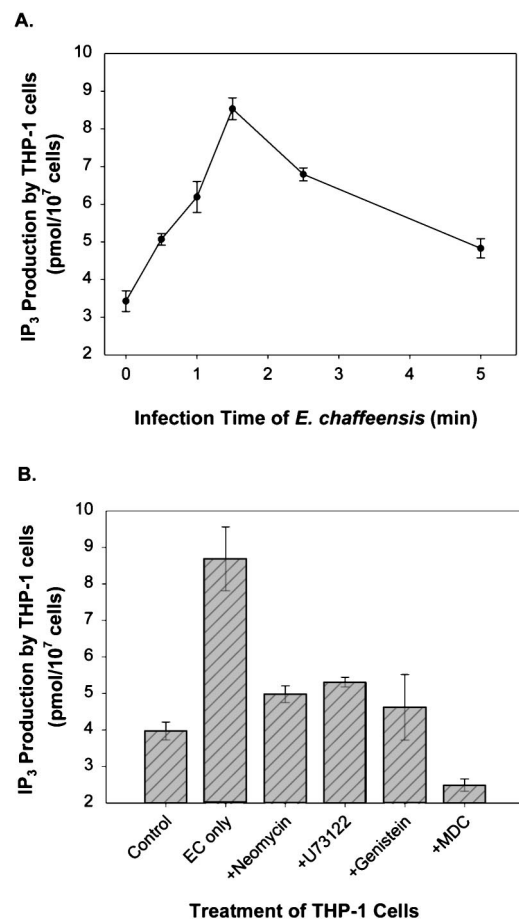 A.
10
9
8
7
6
5
4
3
2
IP₃ Production by THP-1 cells
(pmol/10⁷ cells)
0 1 2 3 4 5
Infection Time of E. chaffeensis (min)
B.
10
9
8
7
6
5
4
3
2
IP₃ Production by THP-1 cells
(pmol/10⁷ cells)
Control
EC only
+Neomycin
+U73122
+Genistein
+MDC
Treatment of THP-1 Cells